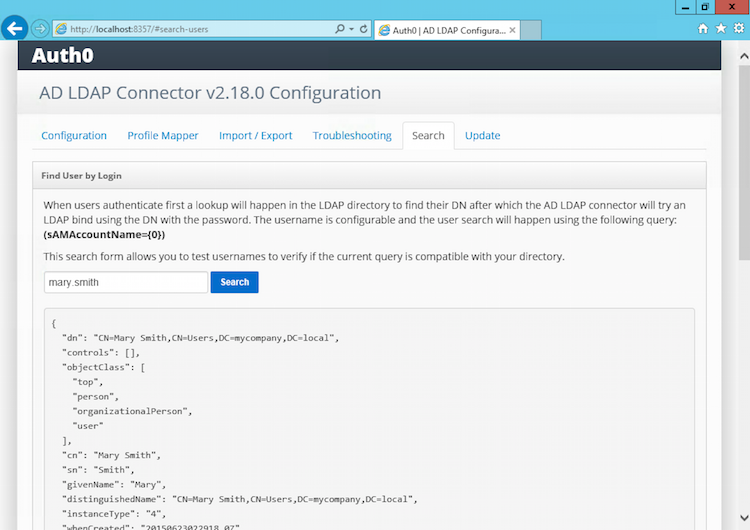 http://localhost:8357/#search-users
Auth0 | AD LDAP Configura...
Auth0
AD LDAP Connector v2.18.0 Configuration
Configuration Profile Mapper Import / Export Troubleshooting Search Update
Find User by Login
When users authenticate first a lookup will happen in the LDAP directory to find their DN after which the AD LDAP connector will try an
LDAP bind using the DN with the password. The username is configurable and the user search will happen using the following query:
(sAMAccountName={0})
This search form allows you to test usernames to verify if the current query is compatible with your directory.
mary.smith Search
{
"dn": "CN=Mary Smith,CN=Users,DC=mycompany,DC=local",
"controls": [],
"objectClass": [
"top",
"person",
"organizationalPerson",
"user"
],
"cn": "Mary Smith",
"sn": "Smith",
"givenName": "Mary",
"distinguishedName": "CN=Mary Smith,CN=Users,DC=mycompany,DC=local",
"instanceType": "4",
"whenCreated": "20150623022918.0Z"